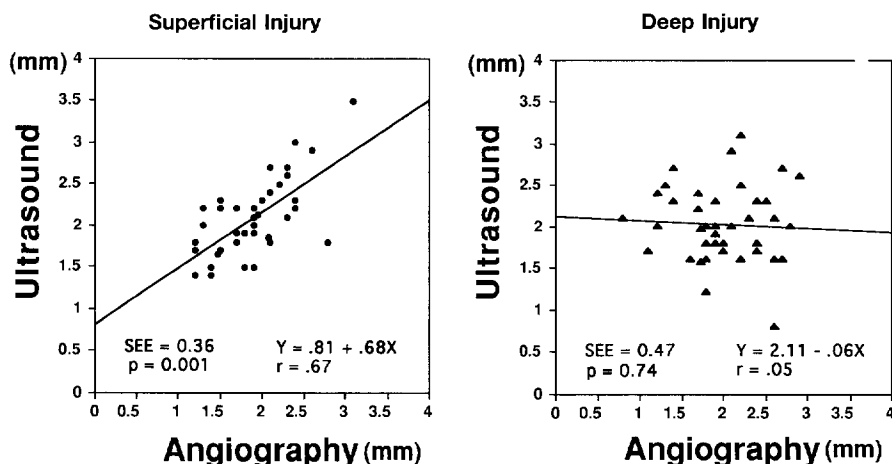 Superficial Injury
(mm)
Ultrasound
4
3.5
3
2.5
2
1.5
1
0.5
0
SEE = 0.36
p = 0.001
Y = .81 + .68X
r = .67
0 0.5 1 1.5 2 2.5 3 3.5 4
Angiography (mm)
Deep Injury
(mm)
Ultrasound
4
3.5
3
2.5
2
1.5
1
0.5
0
SEE = 0.47
p = 0.74
Y = 2.11 - .06X
r = .05
0 0.5 1 1.5 2 2.5 3 3.5 4
Angiography (mm)